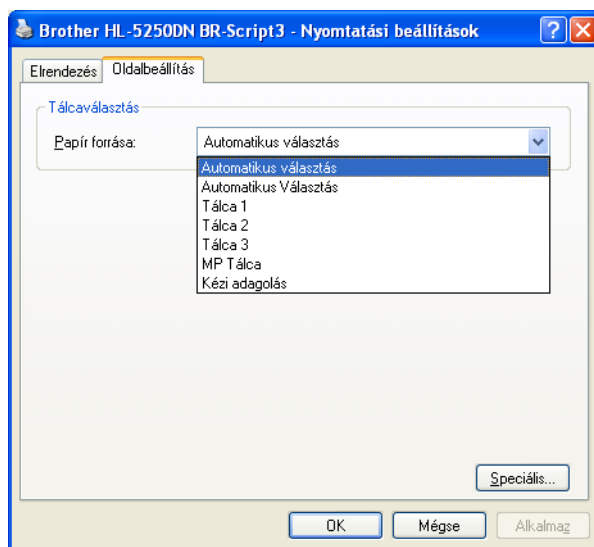 Brother HL-5250DN BR-Script3 - Nyomtatási beállítások
Elrendezés Oldalbeállítás
Tálcaválasztás
Papír forrása: Automatikus választás
Automatikus választás
Automatikus Választás
Tálca 1
Tálca 2
Tálca 3
MP Tálca
Kézi adagolás
Speciális...
OK Mégse Alkalmaz